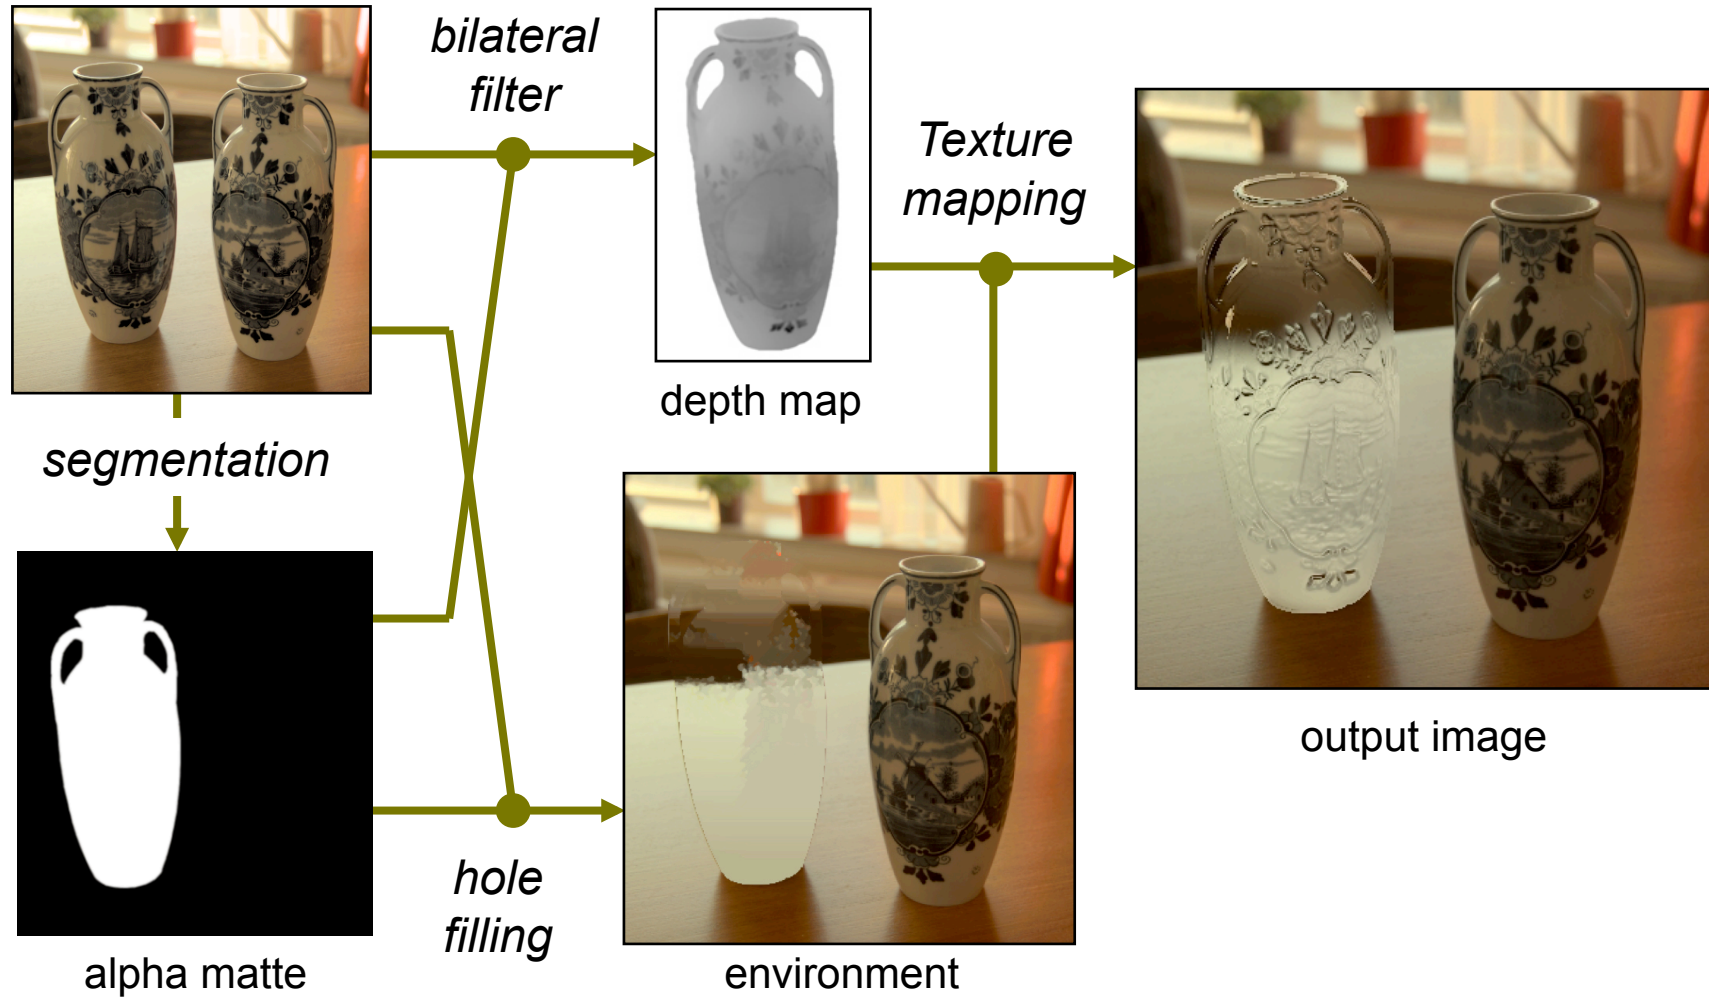 bilateral
filter
Texture
mapping
depth map
segmentation
output image
hole
filling
alpha matte
environment